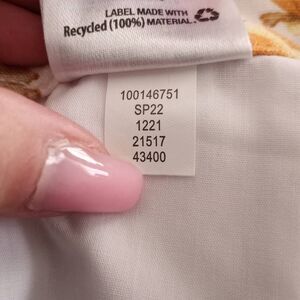 LABEL MADE WITH
Recycled (100%) MATERIAL.
100146751
SP22
1221
21517
43400